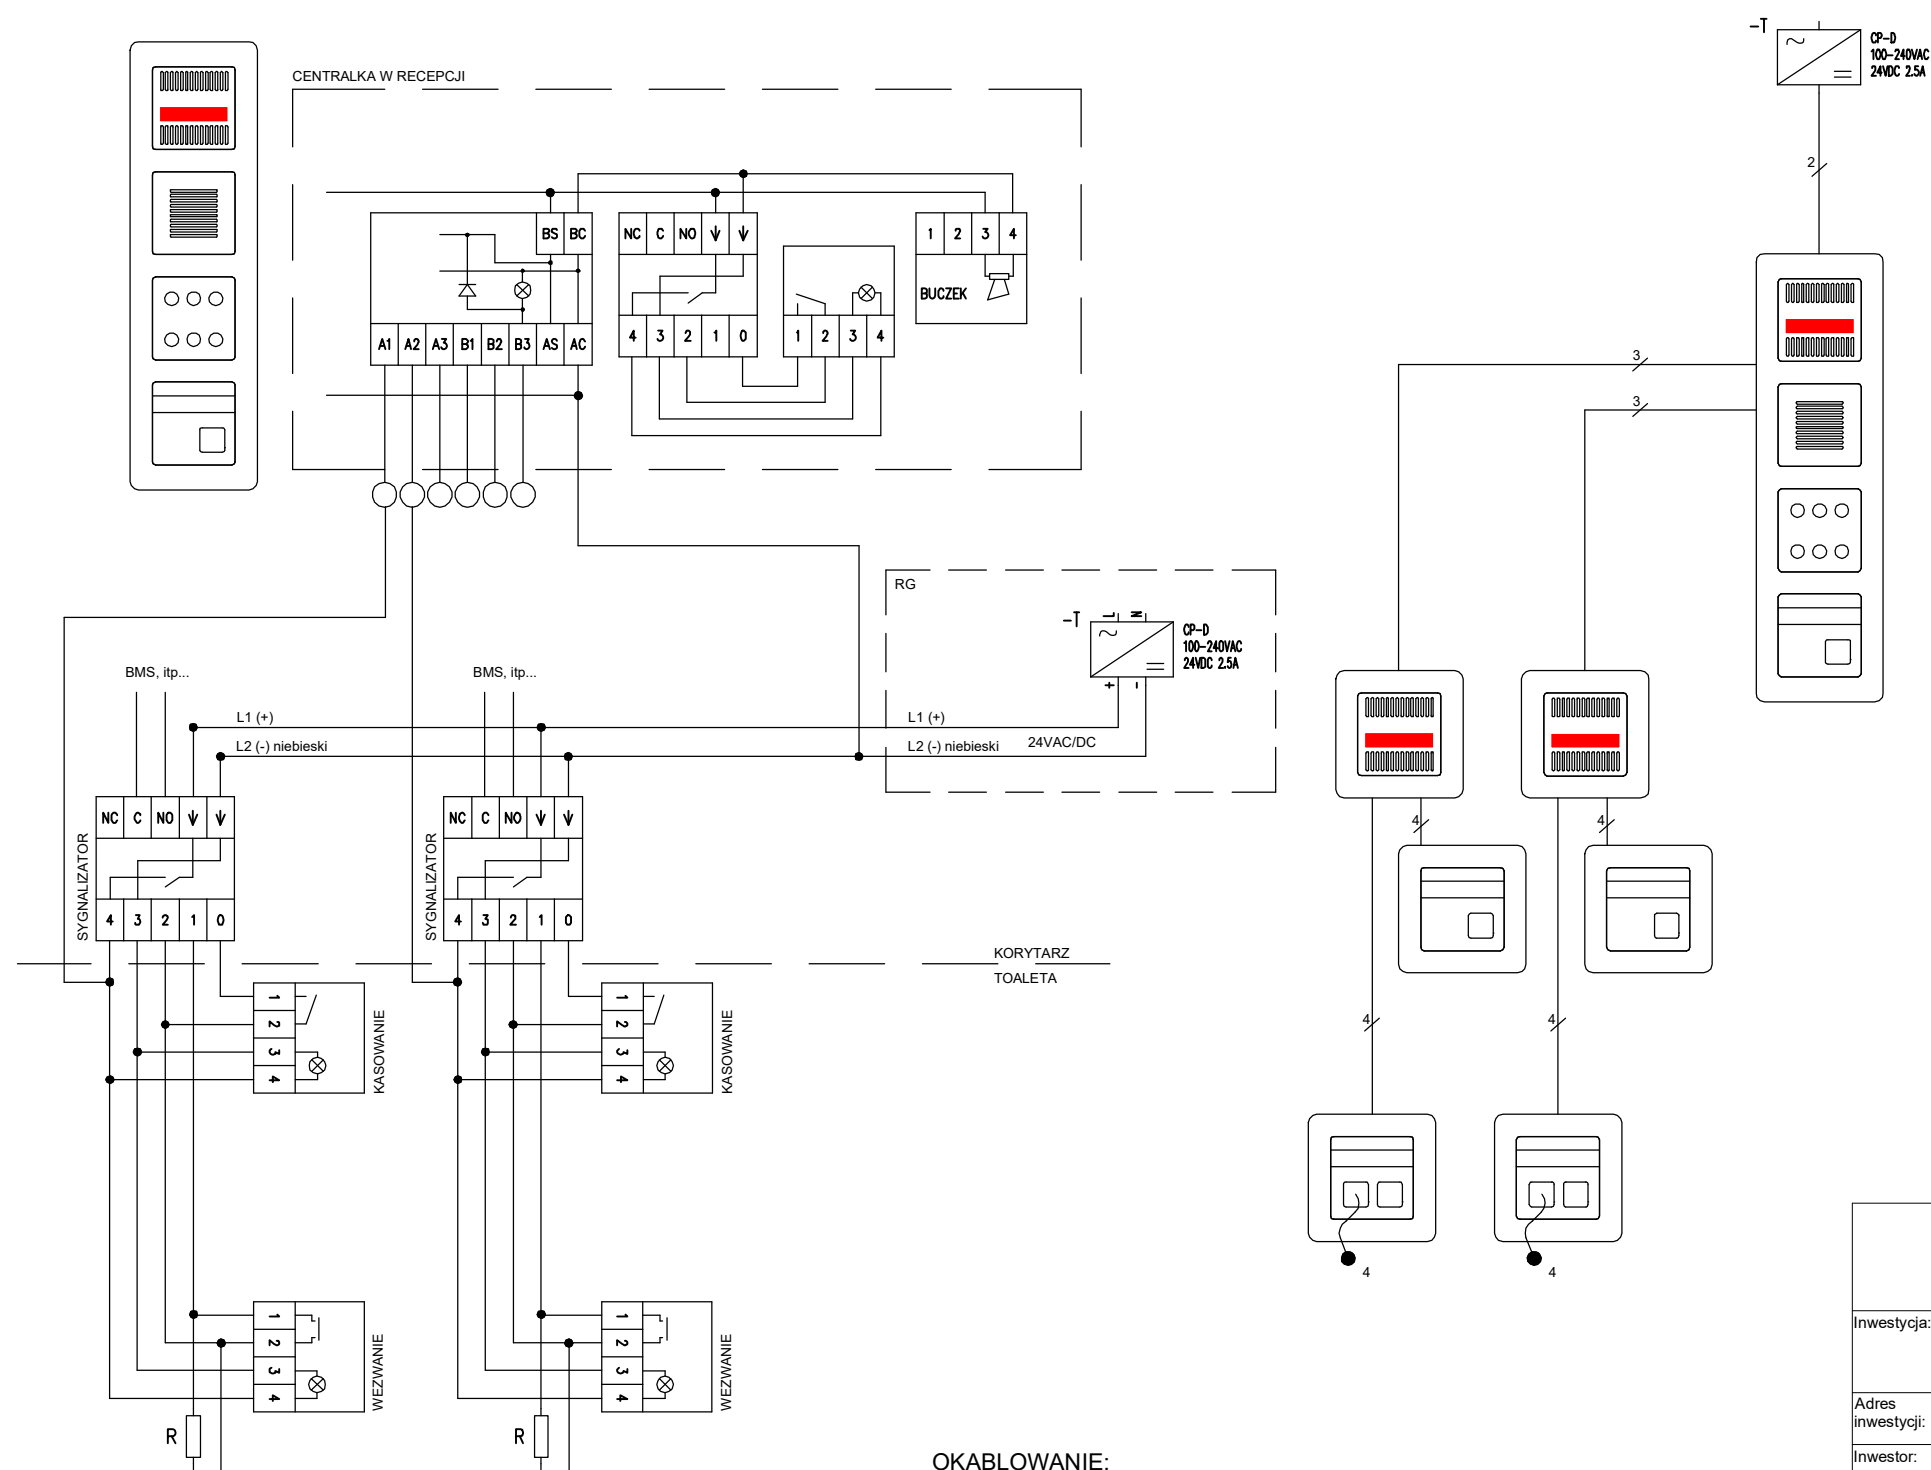 -T
CP-D
100-240VAC
24VDC 2.5A
2
CENTRALKA W RECEPCJI
BS BC
NC C NO
1 2 3 4
BUCZEK
A1 A2 A3 B1 B2 B3 AS AC
4 3 2 1 0
1 2 3 4
3
3
RG
-T
L N
CP-D
100-240VAC
24VDC 2.5A
+ -
BMS, itp...
BMS, itp...
L1 (+)
L1 (+)
L2 (-) niebieski
L2 (-) niebieski
24VAC/DC
NC C NO
NC C NO
SYGNALIZATOR
SYGNALIZATOR
4 3 2 1 0
4 3 2 1 0
4
4
KORYTARZ
TOALETA
1
2
3
4
KASOWANIE
1
2
3
4
KASOWANIE
4
4
4
4
1
2
3
4
WEZWANIE
1
2
3
4
WEZWANIE
R
R
OKABLOWANIE:
Inwestycja:
Adres
inwestycji:
Inwestor: